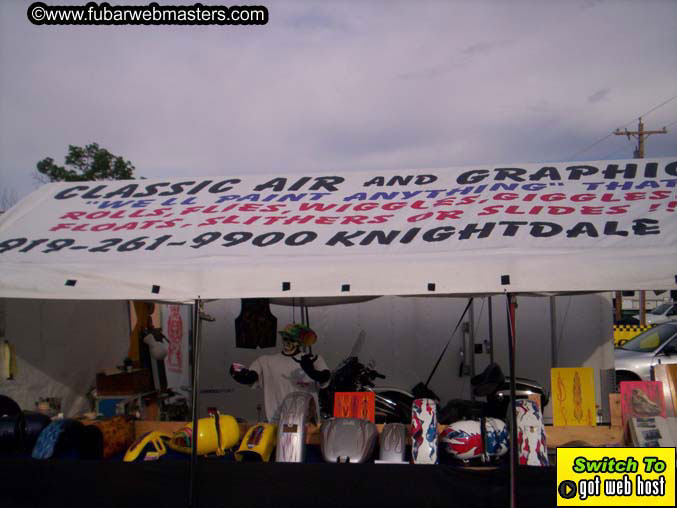 ©www.fubarwebmasters.com
CLASSIC AIR AND GRAPHIC
"WE'LL PAINT ANYTHING" THAT
ROLLS, FLIES, WIGGLES, GIGGLES,
FLOATS, SLITHERS OR SLIDES !!
919-261-9900 KNIGHTDALE
Switch To
got web host